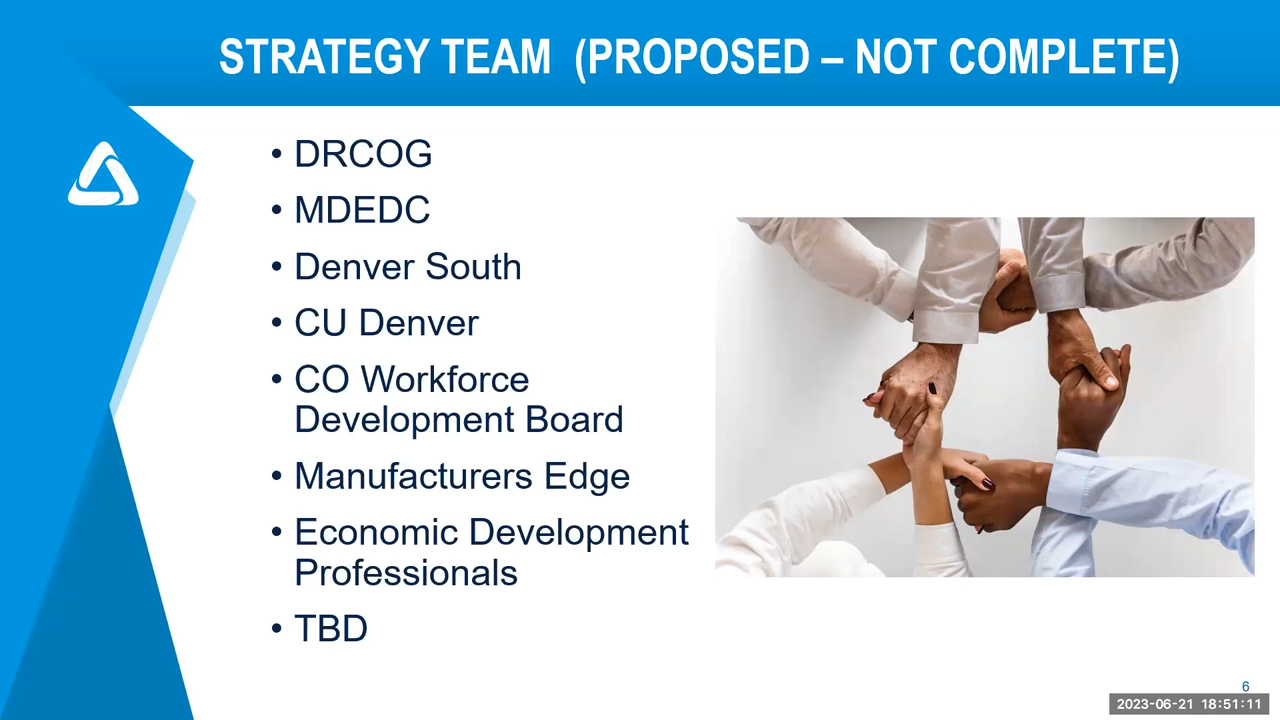 STRATEGY TEAM (PROPOSED – NOT COMPLETE)
• DRCOG
• MDEDC
• Denver South
• CU Denver
• CO Workforce
Development Board
• Manufacturers Edge
• Economic Development
Professionals
• TBD
6
2023-06-21 18:51:11